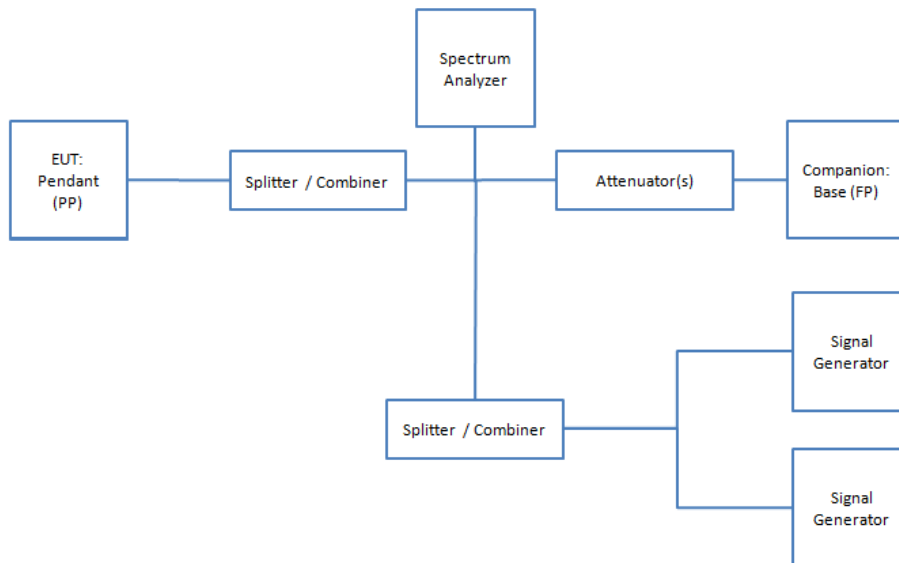 Spectrum
Analyzer
EUT:
Pendant
(PP)
Splitter / Combiner
Attenuator(s)
Companion:
Base (FP)
Signal
Generator
Splitter / Combiner
Signal
Generator